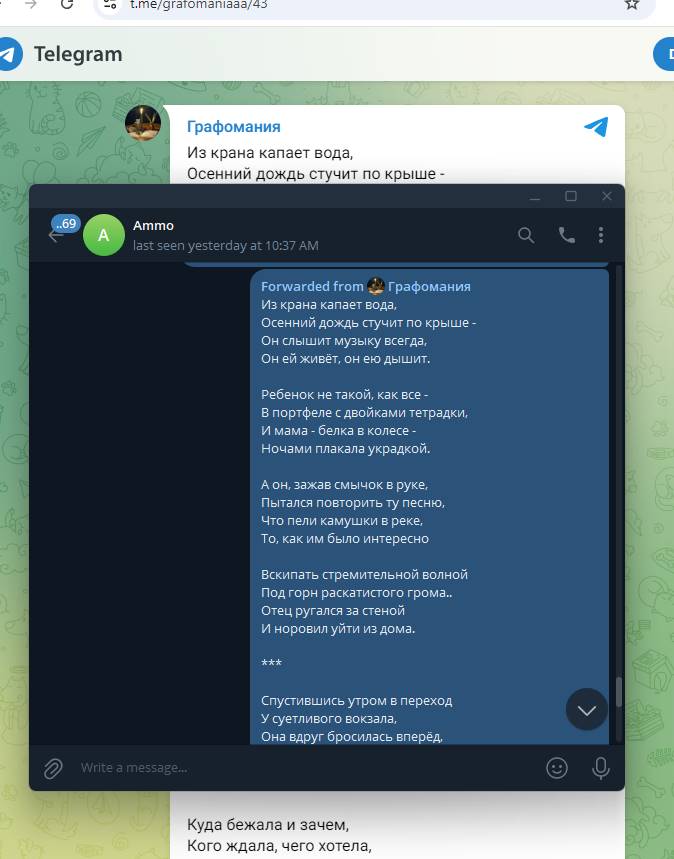 t.me/grafomaniaaa/43
Telegram
Графомания
Из крана капает вода,
Осенний дождь стучит по крыше -
..69
A
Ammo
last seen yesterday at 10:37 AM
Forwarded from Графомания
Из крана капает вода,
Осенний дождь стучит по крыше -
Он слышит музыку всегда,
Он ей живёт, он ею дышит.
Ребенок не такой, как все -
В портфеле с двойками тетрадки,
И мама - белка в колесе -
Ночами плакала украдкой.
А он, зажав смычок в руке,
Пытался повторить ту песню,
Что пели камушки в реке,
То, как им было интересно
Вскипать стремительной волной
Под горн раскатистого грома..
Отец ругался за стеной
И норовил уйти из дома.
***
Спустившись утром в переход
У суетливого вокзала,
Она вдруг бросилась вперёд,
Write a message...
Куда бежала и зачем,
Кого ждала, чего хотела,